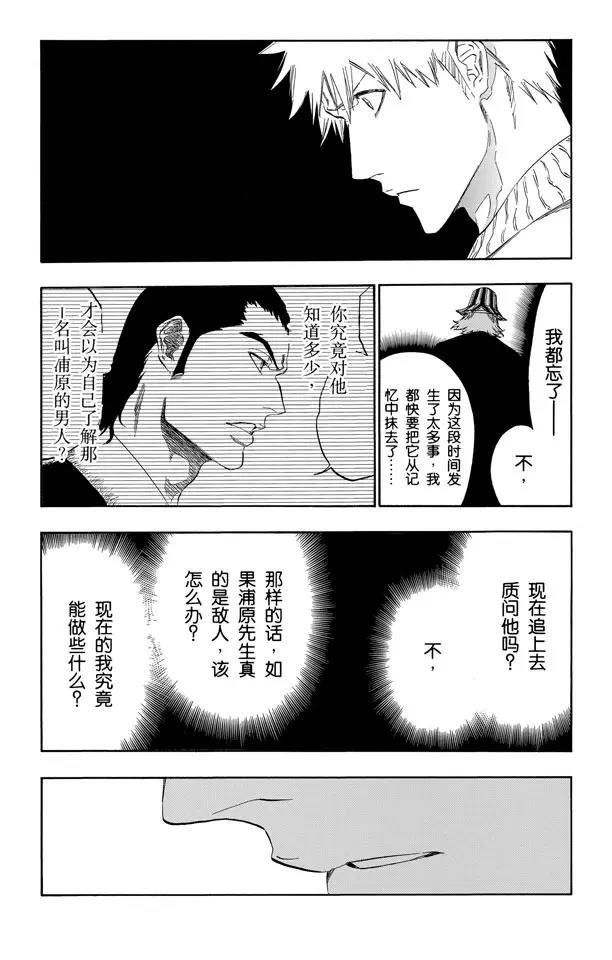 我都忘了——
不，
因为这段时间发
生了太多事，我
都快要把它从记
忆中抹去了……
你究竟对他
知道多少，
才会以为自己了解那
一名叫浦原的男人？
现在追上去
质问他吗？
不，
那样的话，如
果浦原先生真
的是敌人，该
怎么办？
现在的我究竟
能做些什么？